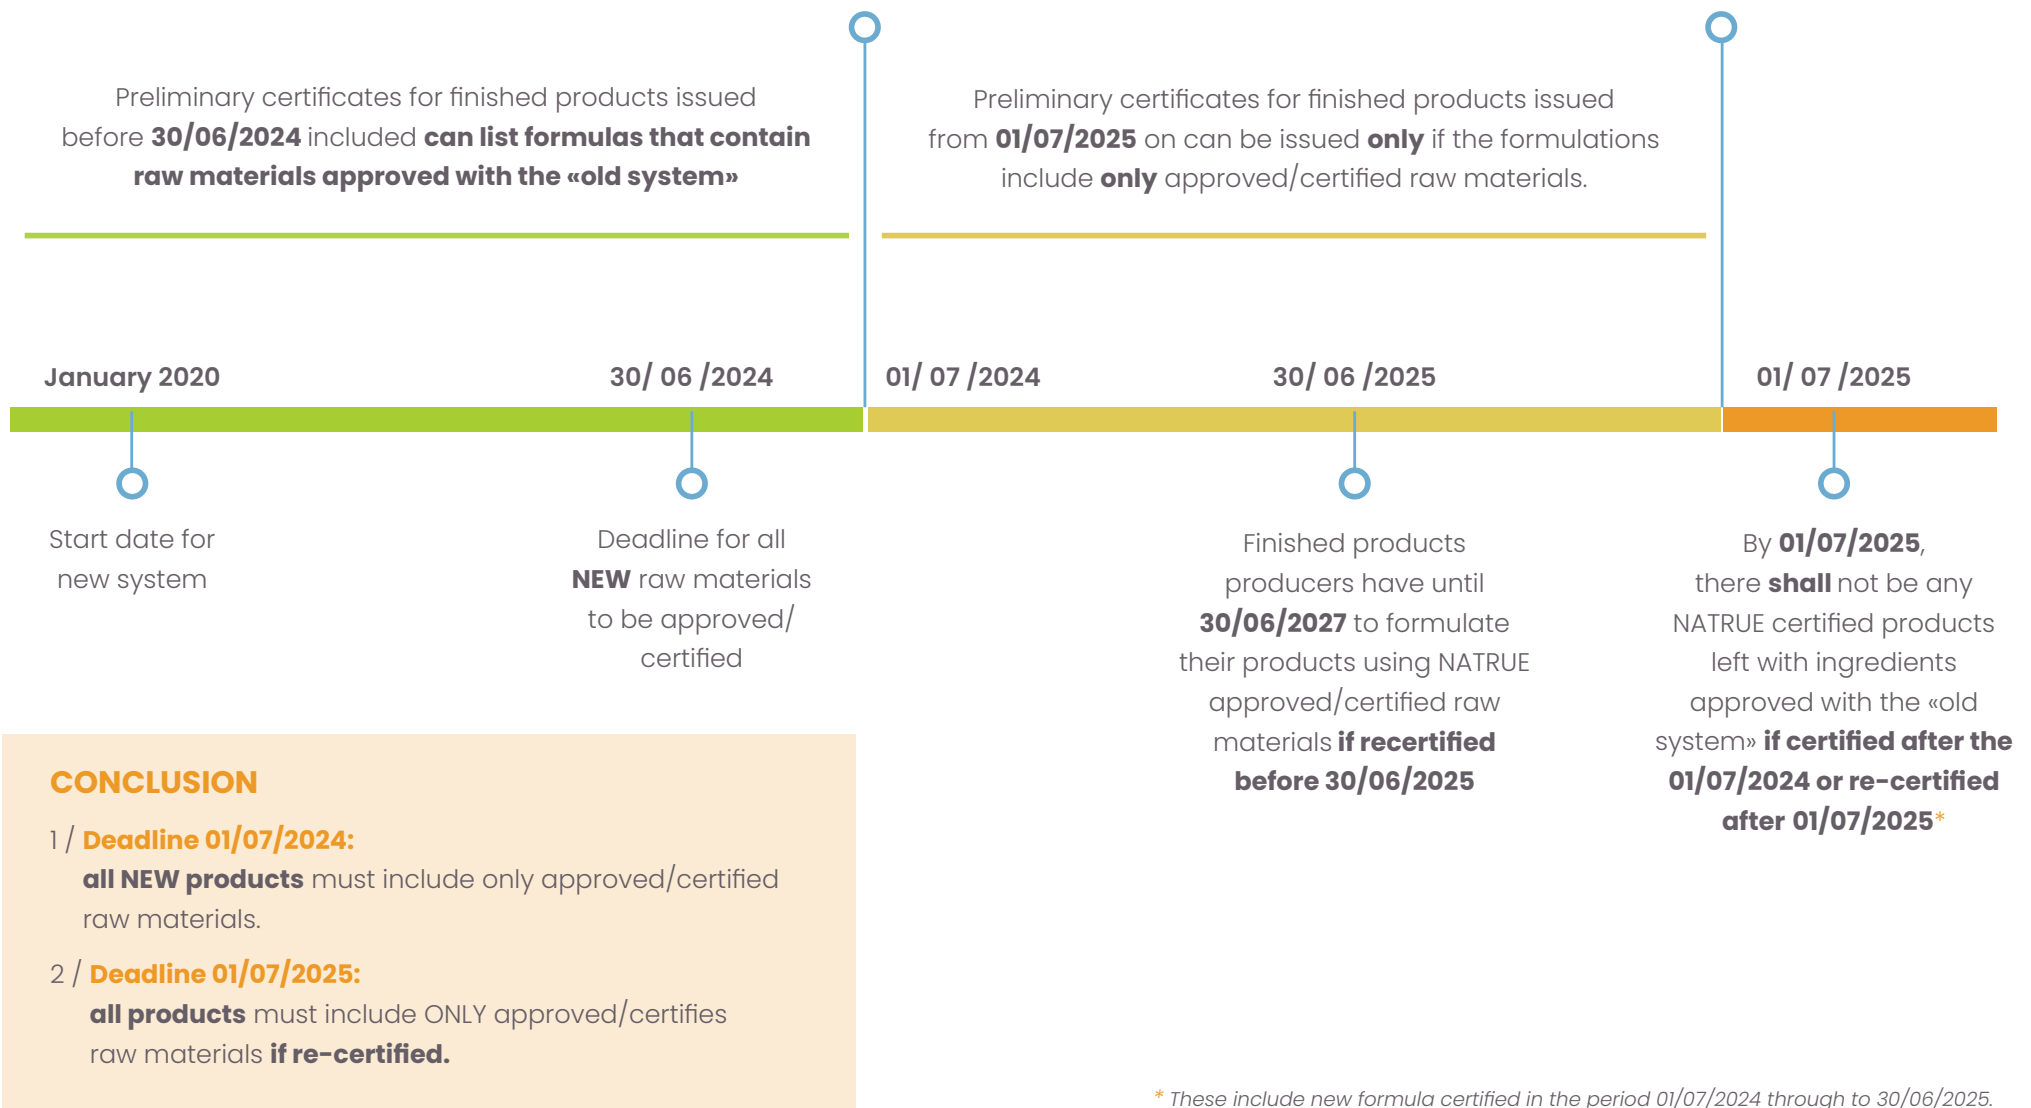 Preliminary certificates for finished products issued
before 30/06/2024 included can list formulas that contain
raw materials approved with the «old system»
Preliminary certificates for finished products issued
from 01/07/2025 on can be issued only if the formulations
include only approved/certified raw materials.
January 2020
30/ 06 /2024
01/ 07 /2024
30/ 06 /2025
01/ 07 /2025
Start date for
new system
Deadline for all
NEW raw materials
to be approved/
certified
Finished products
producers have until
30/06/2027 to formulate
their products using NATRUE
approved/certified raw
materials if recertified
before 30/06/2025
By 01/07/2025,
there shall not be any
NATRUE certified products
left with ingredients
approved with the «old
system» if certified after the
01/07/2024 or re-certified
after 01/07/2025*
CONCLUSION
1 / Deadline 01/07/2024:
all NEW products must include only approved/certified
raw materials.
2 / Deadline 01/07/2025:
all products must include ONLY approved/certifies
raw materials if re-certified.
* These include new formula certified in the period 01/07/2024 through to 30/06/2025.